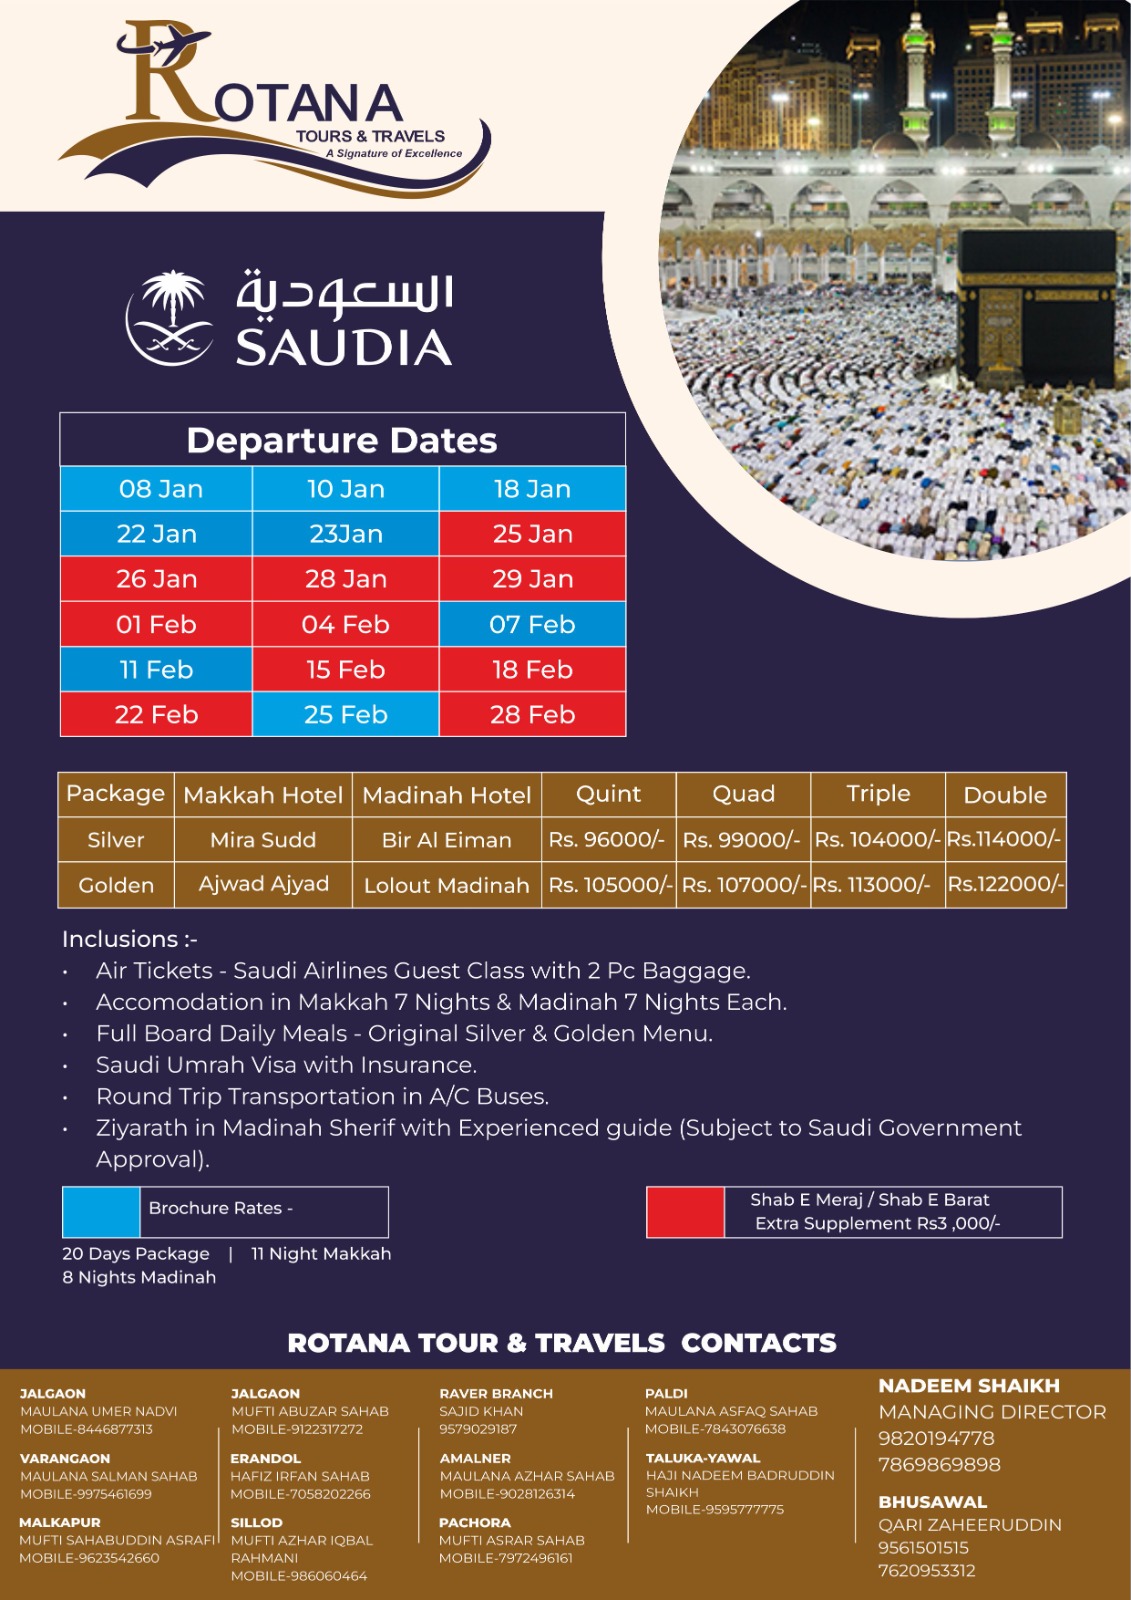 ROTANA
TOURS & TRAVELS
A Signature of Excellence
السعودية
SAUDIA
Departure Dates
08 Jan 10 Jan 18 Jan
22 Jan 23Jan 25 Jan
26 Jan 28 Jan 29 Jan
01 Feb 04 Feb 07 Feb
11 Feb 15 Feb 18 Feb
22 Feb 25 Feb 28 Feb
Package Makkah Hotel Madinah Hotel Quint Quad Triple Double
Silver Mira Sudd Bir Al Eiman Rs. 96000/- Rs. 99000/- Rs. 104000/- Rs.114000/-
Golden Ajwad Ajyad Lolout Madinah Rs. 105000/- Rs. 107000/- Rs. 113000/- Rs.122000/-
Inclusions :-
• Air Tickets - Saudi Airlines Guest Class with 2 Pc Baggage.
• Accomodation in Makkah 7 Nights & Madinah 7 Nights Each.
• Full Board Daily Meals - Original Silver & Golden Menu.
• Saudi Umrah Visa with Insurance.
• Round Trip Transportation in A/C Buses.
• Ziyarath in Madinah Sherif with Experienced guide (Subject to Saudi Government
Approval).
Brochure Rates -
20 Days Package | 11 Night Makkah
8 Nights Madinah
Shab E Meraj / Shab E Barat
Extra Supplement Rs3 ,000/-
ROTANA TOUR & TRAVELS CONTACTS
JALGAON
MAULANA UMER NADVI
MOBILE-8446877313
VARANGAON
MAULANA SALMAN SAHAB
MOBILE-9975461699
MALKAPUR
MUFTI SAHABUDDIN ASRAFI
MOBILE-9623542660
JALGAON
MUFTI ABUZAR SAHAB
MOBILE-9122317272
ERANDOL
HAFIZ IRFAN SAHAB
MOBILE-7058202266
SILLOD
MUFTI AZHAR IQBAL
RAHMANI
MOBILE-986060464
RAVER BRANCH
SAJID KHAN
9579029187
AMALNER
MAULANA AZHAR SAHAB
MOBILE-9028126314
PACHORA
MUFTI ASRAR SAHAB
MOBILE-7972496161
PALDI
MAULANA ASFAQ SAHAB
MOBILE-7843076638
TALUKA-YAWAL
HAJI NADEEM BADRUDDIN
SHAIKH
MOBILE-9595777775
NADEEM SHAIKH
MANAGING DIRECTOR
9820194778
7869869898
BHUSAWAL
QARI ZAHEERUDDIN
9561501515
7620953312